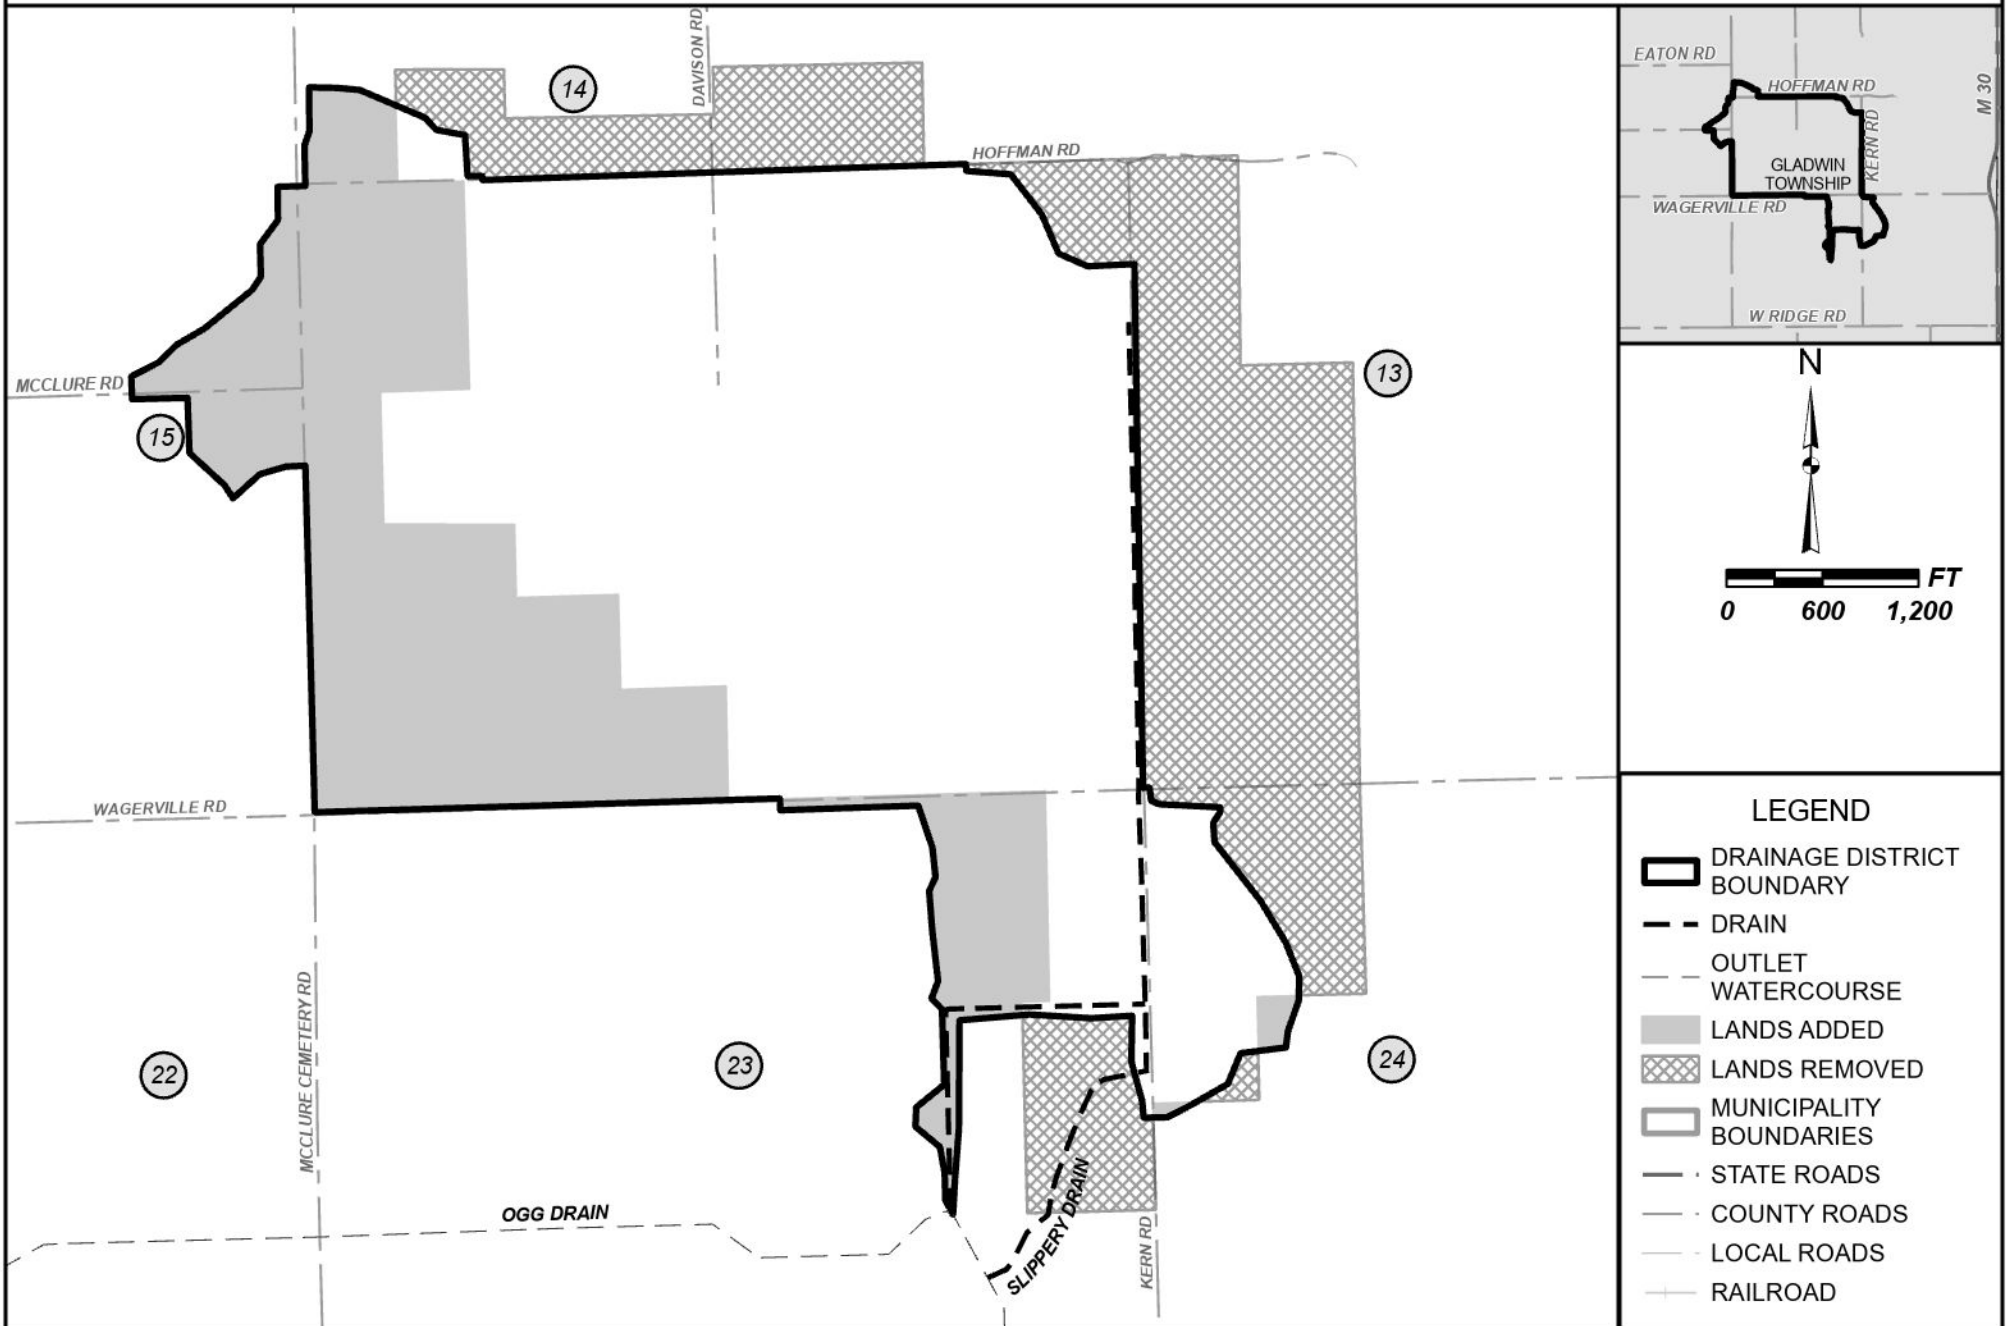 DAVISON RD
14
HOFFMAN RD
13
MCCLURE RD
15
WAGERVILLE RD
MCCLURE CEMETERY RD
22
23
24
OGG DRAIN
SLIPPERY DRAIN
KERN RD
EATON RD
HOFFMAN RD
M 30
KERN RD
GLADWIN
TOWNSHIP
WAGERVILLE RD
W RIDGE RD
N
FT
0 600 1,200
LEGEND
DRAINAGE DISTRICT
BOUNDARY
DRAIN
OUTLET
WATERCOURSE
LANDS ADDED
LANDS REMOVED
MUNICIPALITY
BOUNDARIES
STATE ROADS
COUNTY ROADS
LOCAL ROADS
RAILROAD